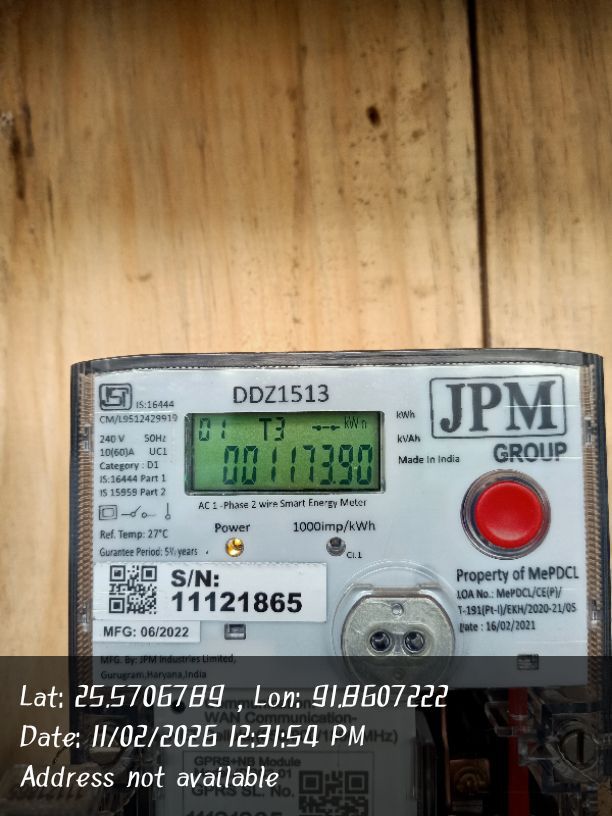 IS:16444
CM/L9512429919
DDZ1513
240 V 50Hz
10(60)A UC1
Category : D1
IS:16444 Part 1
IS 15959 Part 2
Ref. Temp: 27°C
Gurantee Period: 5½ years
01 T3 kWh
001173.90
kWh
kVAh
Made In India
JPM
GROUP
AC 1 -Phase 2 wire Smart Energy Meter
Power
1000imp/kWh
Cl.1
S/N:
11121865
MFG: 06/2022
Property of MePDCL
LOA No.: MePDCL/CE(P)/
T-191(Pt-I)/EKH/2020-21/05
Date : 16/02/2021
MFG. By: JPM Industries Limited,
Gurugram,Haryana,India
WAN Communication-
GPRS+NB Module
GPRS SL. No.
Lat: 25.5706789 , Lon: 91.8607222
Date: 11/02/2026 12:31:54 PM
Address not available